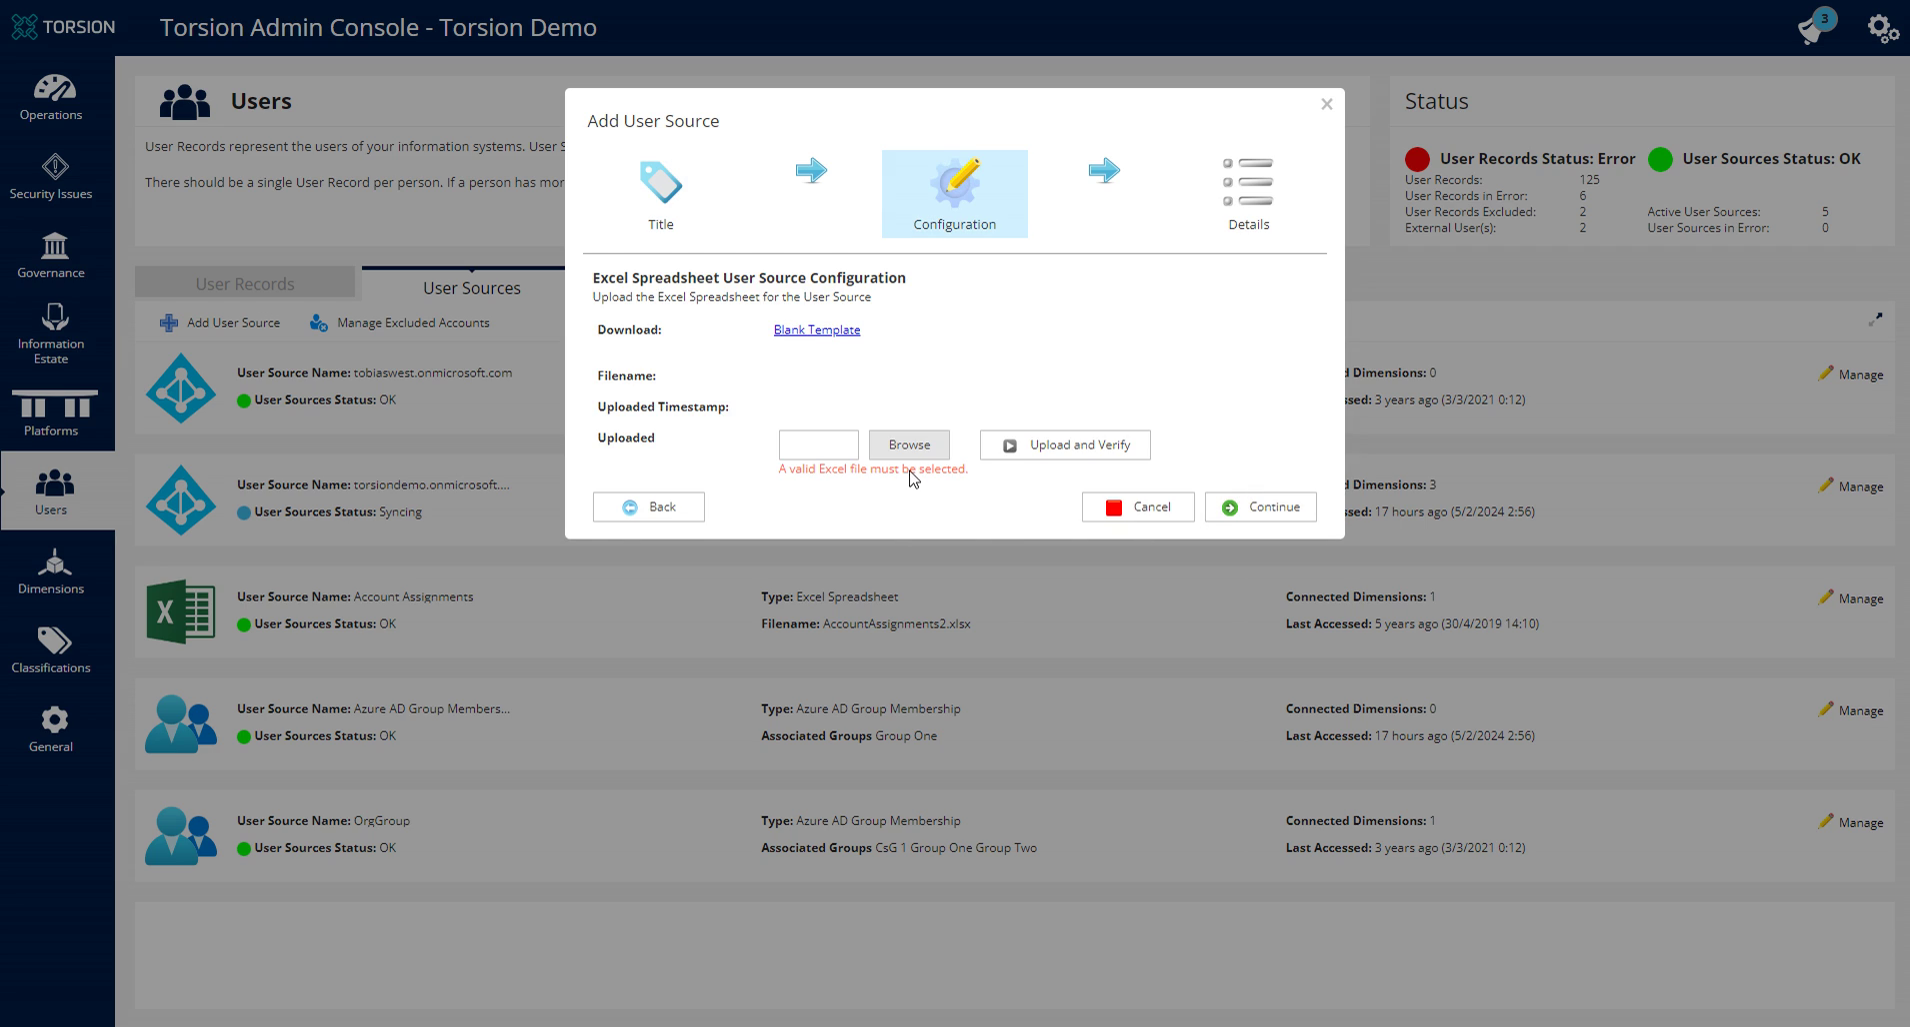 TORSION
Torsion Admin Console - Torsion Demo
3
Operations
Security Issues
Governance
Information
Estate
Platforms
Users
Dimensions
Classifications
General
Users
User Records represent the users of your information systems. User S
There should be a single User Record per person. If a person has mor
Status
User Records Status: Error
User Sources Status: OK
User Records: 125
User Records in Error: 6
User Records Excluded: 2
Active User Sources: 5
External User(s): 2
User Sources in Error: 0
User Records
User Sources
Add User Source
Manage Excluded Accounts
Add User Source
Title
Configuration
Details
Excel Spreadsheet User Source Configuration
Upload the Excel Spreadsheet for the User Source
Download: Blank Template
Filename:
Uploaded Timestamp:
Uploaded
Browse
Upload and Verify
A valid Excel file must be selected.
Back
Cancel
Continue
User Source Name: tobiaswest.onmicrosoft.com
d Dimensions: 0
Manage
User Sources Status: OK
ssed: 3 years ago (3/3/2021 0:12)
User Source Name: torsiondemo.onmicrosoft....
d Dimensions: 3
Manage
User Sources Status: Syncing
ssed: 17 hours ago (5/2/2024 2:56)
User Source Name: Account Assignments
Type: Excel Spreadsheet
Connected Dimensions: 1
Manage
User Sources Status: OK
Filename: AccountAssignments2.xlsx
Last Accessed: 5 years ago (30/4/2019 14:10)
User Source Name: Azure AD Group Members...
Type: Azure AD Group Membership
Connected Dimensions: 0
Manage
User Sources Status: OK
Associated Groups Group One
Last Accessed: 17 hours ago (5/2/2024 2:56)
User Source Name: OrgGroup
Type: Azure AD Group Membership
Connected Dimensions: 1
Manage
User Sources Status: OK
Associated Groups CsG 1 Group One Group Two
Last Accessed: 3 years ago (3/3/2021 0:12)